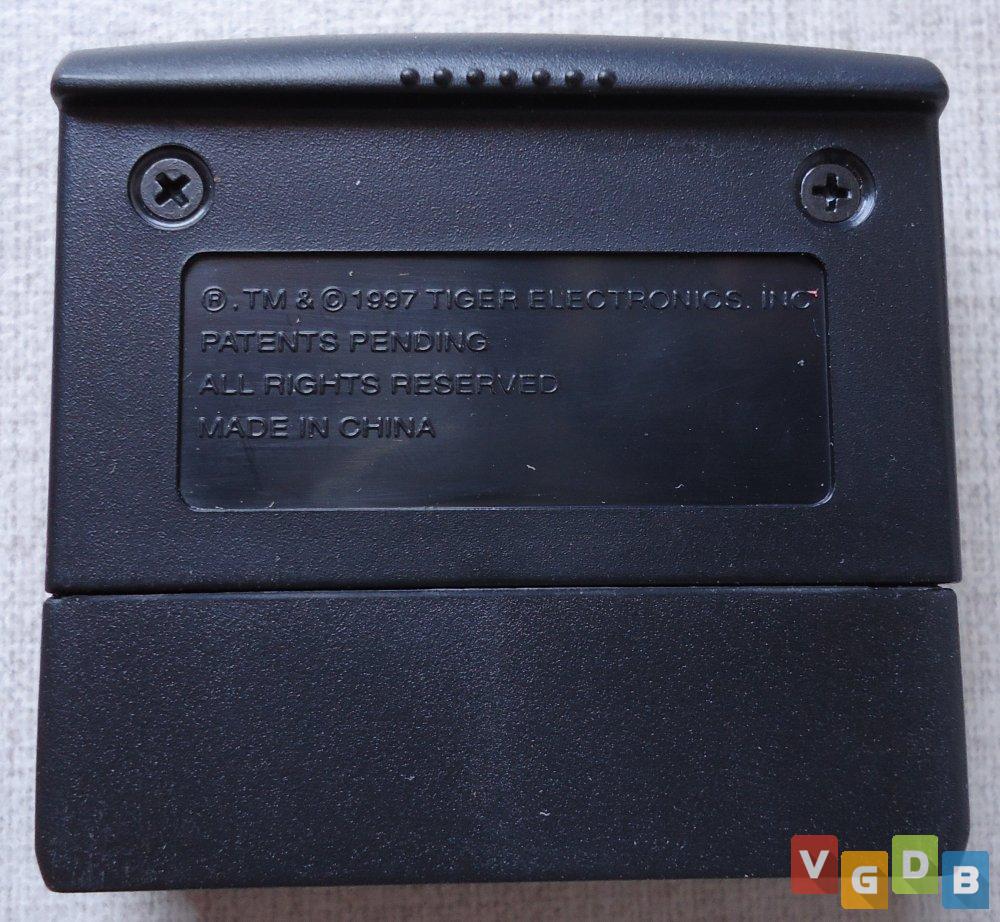 ®.TM & ©1997 TIGER ELECTRONICS. INC
PATENTS PENDING
ALL RIGHTS RESERVED
MADE IN CHINA
VGDB